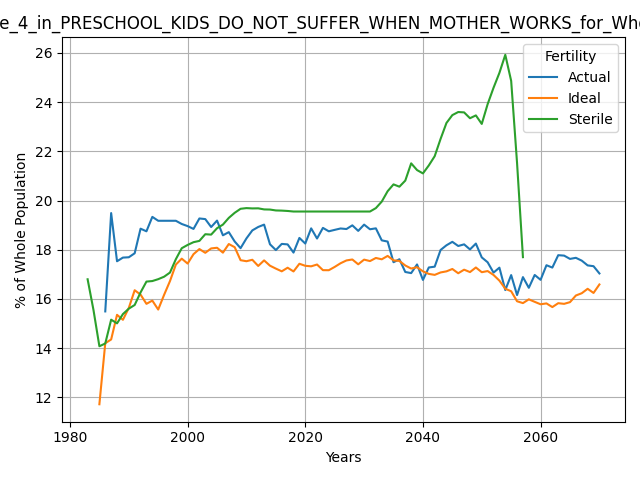 e_4_in_PRESCHOOL_KIDS_DO_NOT_SUFFER_WHEN_MOTHER_WORKS_for_Who
Fertility
Actual
Ideal
Sterile
% of Whole Population
26
24
22
20
18
16
14
12
1980 2000 2020 2040 2060
Years